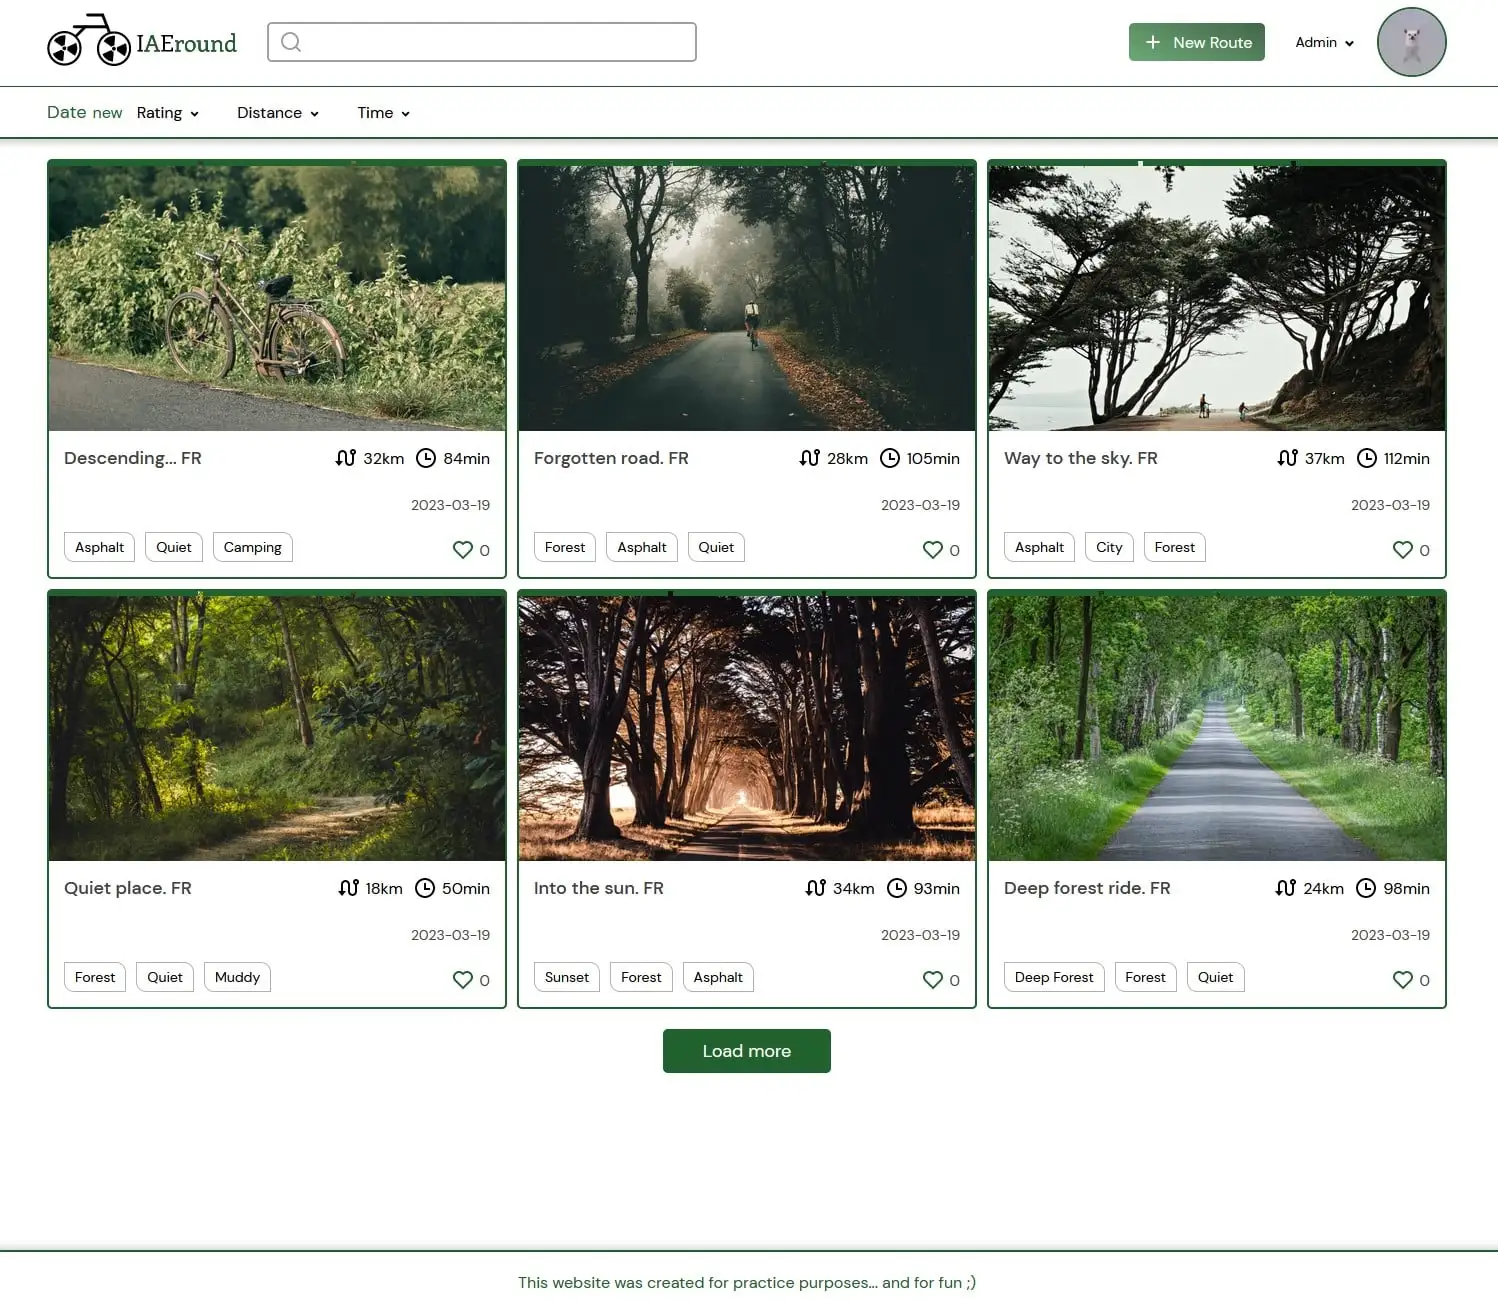 IAEround
New Route
Admin
Date new Rating Distance Time
Descending... FR 32km 84min
2023-03-19
Asphalt Quiet Camping 0
Forgotten road. FR 28km 105min
2023-03-19
Forest Asphalt Quiet 0
Way to the sky. FR 37km 112min
2023-03-19
Asphalt City Forest 0
Quiet place. FR 18km 50min
2023-03-19
Forest Quiet Muddy 0
Into the sun. FR 34km 93min
2023-03-19
Sunset Forest Asphalt 0
Deep forest ride. FR 24km 98min
2023-03-19
Deep Forest Forest Quiet 0
Load more
This website was created for practice purposes... and for fun ;)